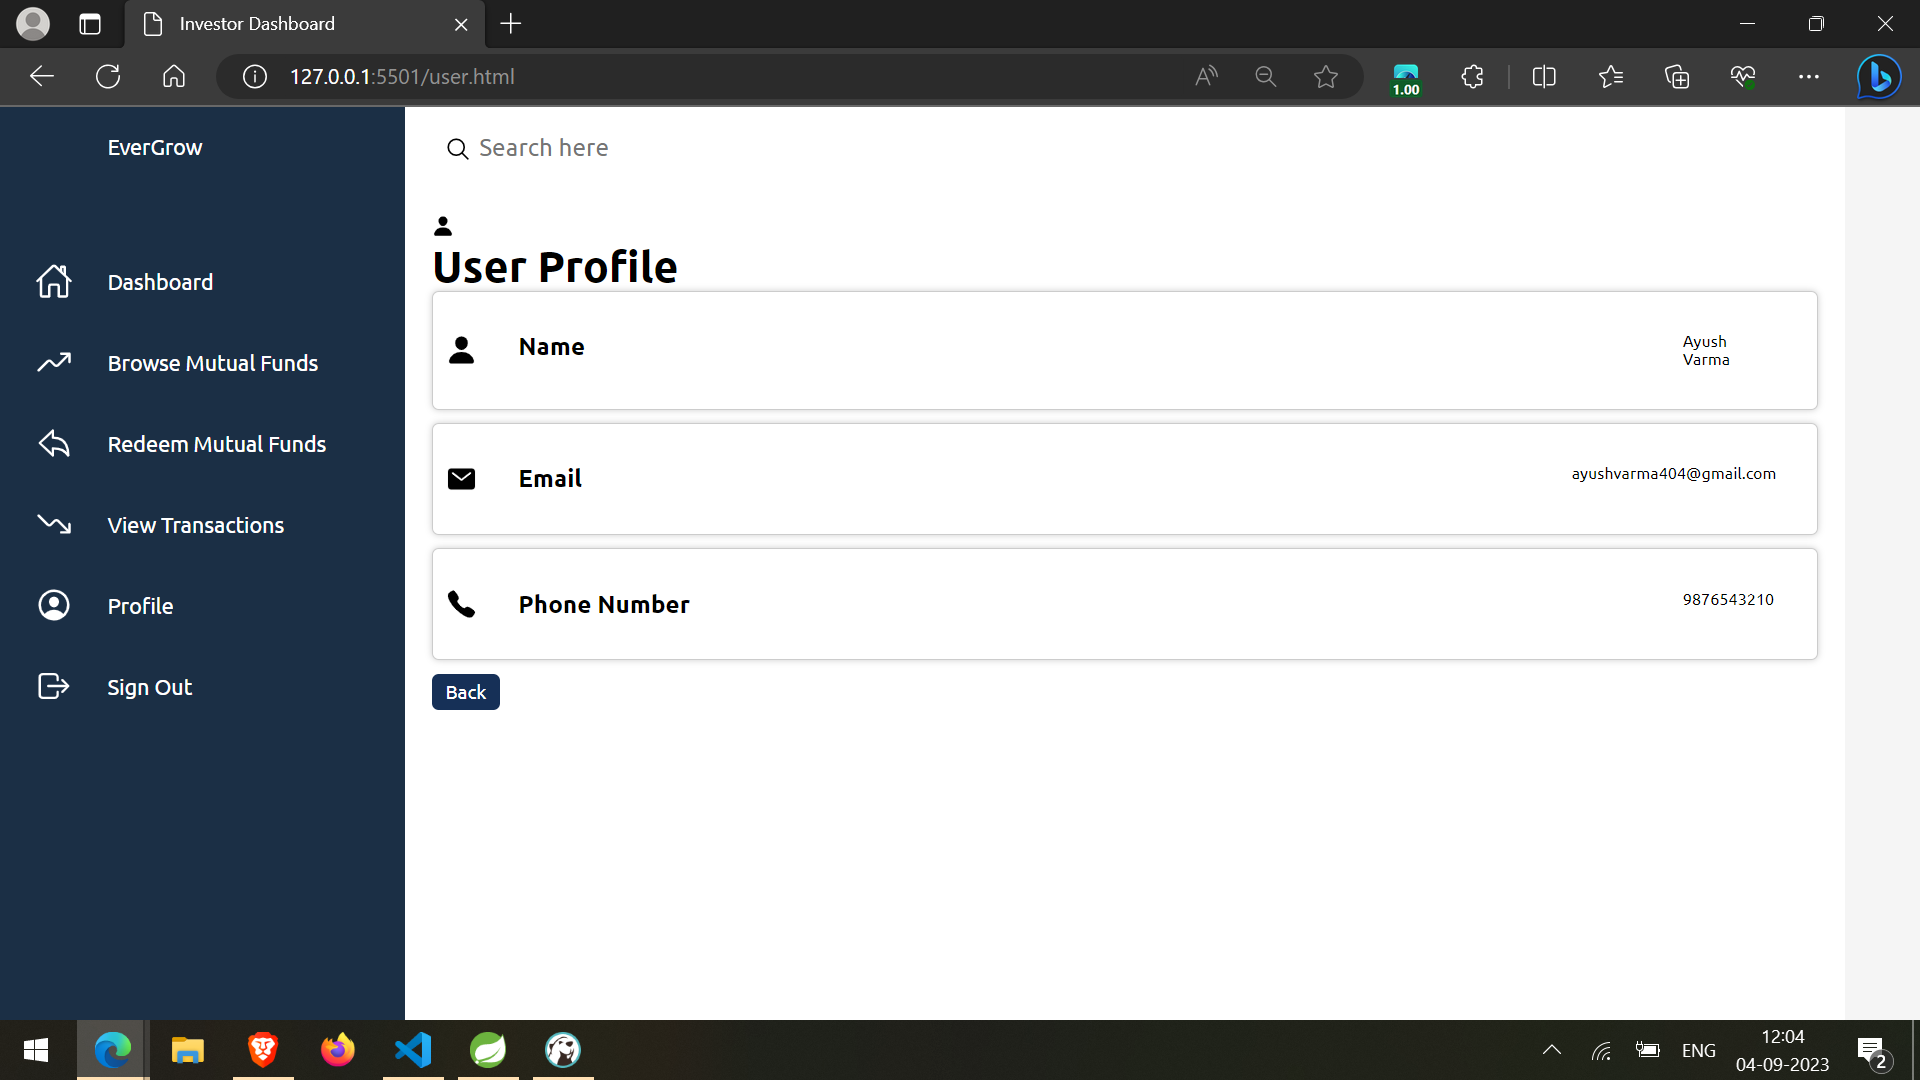 Investor Dashboard
127.0.0.1:5501/user.html
1.00
EverGrow
Search here
User Profile
Dashboard
Browse Mutual Funds
Redeem Mutual Funds
View Transactions
Profile
Sign Out
Name
Ayush
Varma
Email
ayushvarma404@gmail.com
Phone Number
9876543210
Back
ENG
12:04
04-09-2023
2